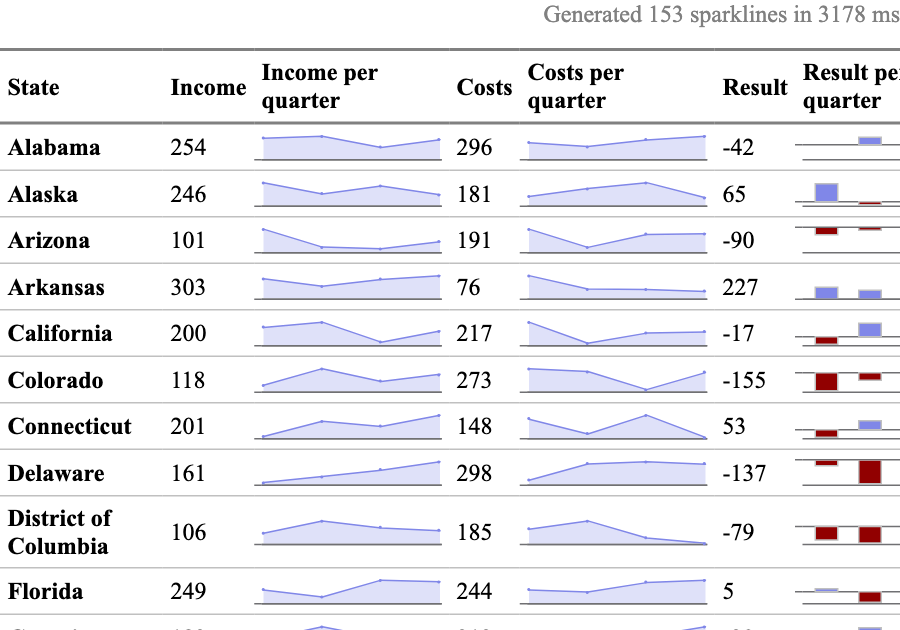 Generated 153 sparklines in 3178 ms
State Income Income per quarter Costs Costs per quarter Result Result per quarter
Alabama 254 296 -42
Alaska 246 181 65
Arizona 101 191 -90
Arkansas 303 76 227
California 200 217 -17
Colorado 118 273 -155
Connecticut 201 148 53
Delaware 161 298 -137
District of Columbia 106 185 -79
Florida 249 244 5